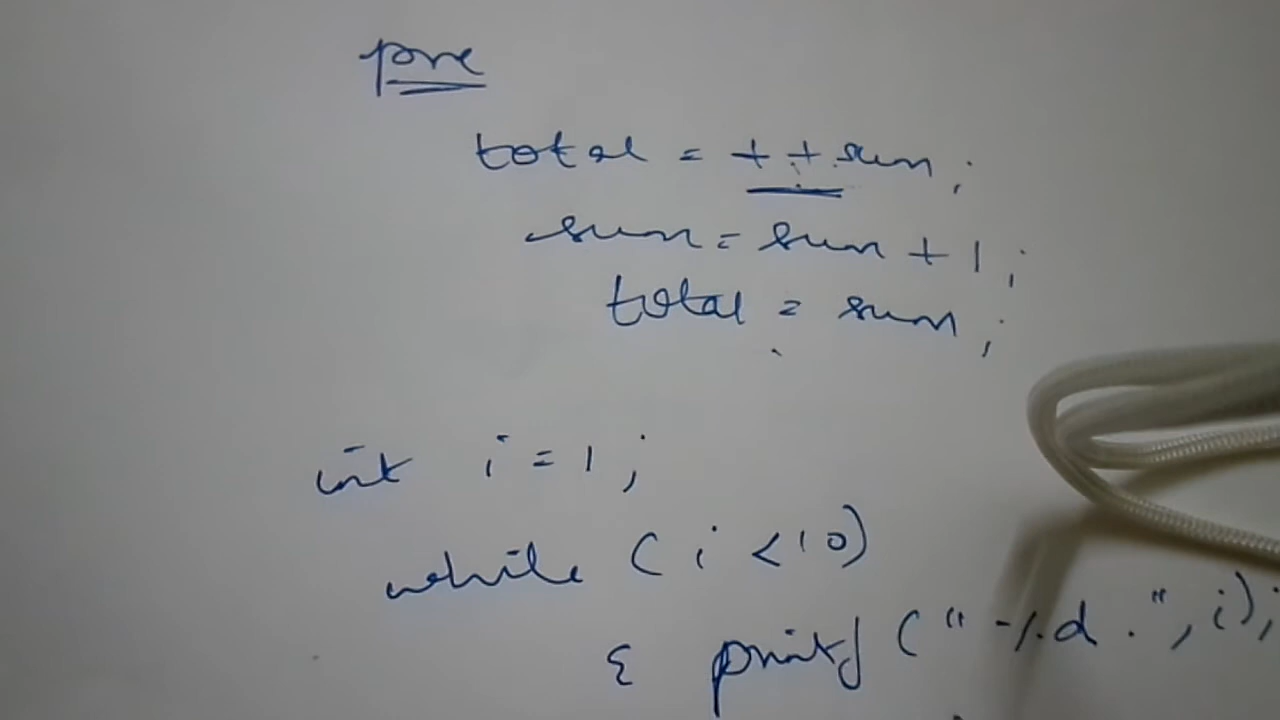 pre
total = ++sum;
sum = sum + 1;
total = sum;
int i = 1;
while (i < 10)
{ printf ("%d.", i);